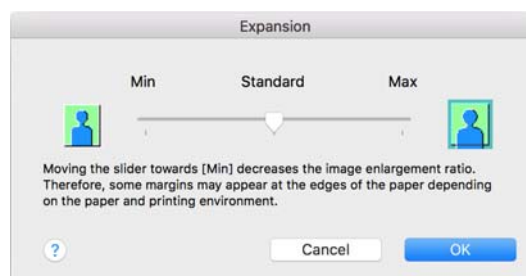 Expansion
Min Standard Max
Moving the slider towards [Min] decreases the image enlargement ratio.
Therefore, some margins may appear at the edges of the paper depending
on the paper and printing environment.
? Cancel OK